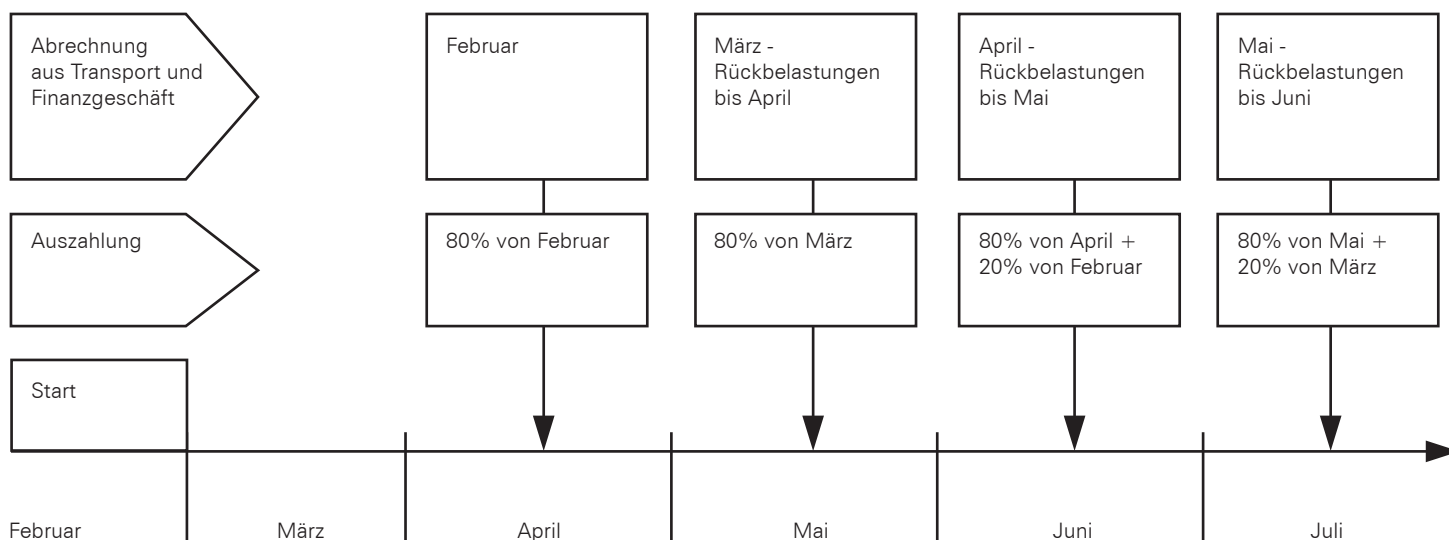 Abrechnung
aus Transport und
Finanzgeschäft
Februar
März -
Rückbelastungen
bis April
April -
Rückbelastungen
bis Mai
Mai -
Rückbelastungen
bis Juni
Auszahlung
80% von Februar
80% von März
80% von April +
20% von Februar
80% von Mai +
20% von März
Start
Februar
März
April
Mai
Juni
Juli